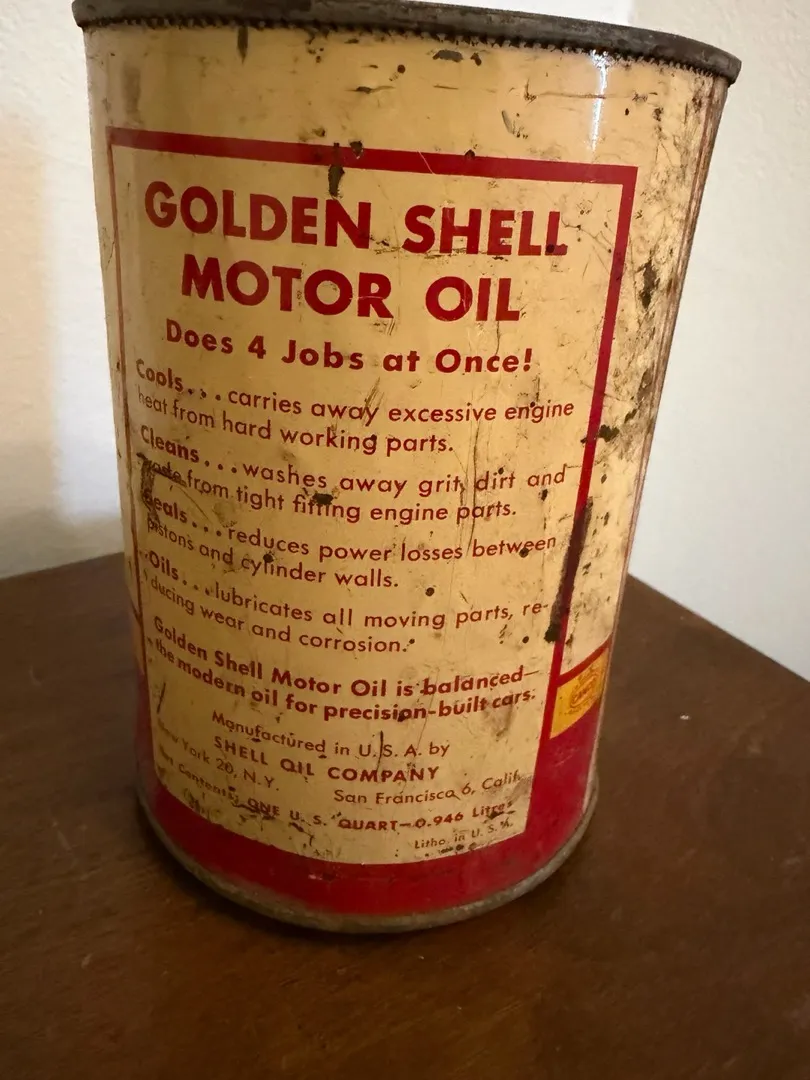 GOLDEN SHELL
MOTOR OIL
Does 4 Jobs at Once!
Cools...carries away excessive engine
heat from hard working parts.
Cleans...washes away grit, dirt and
from tight fitting engine parts.
Seals...reduces power losses between
pistons and cylinder walls.
Oils...lubricates all moving parts, re-
ducing wear and corrosion.
Golden Shell Motor Oil is balanced—
the modern oil for precision-built cars.
Manufactured in U.S.A. by
SHELL OIL COMPANY
New York 20, N.Y.
San Francisco 6, Calif.
Net Contents: ONE U. S. QUART—0.946 Litres
Litho. in U. S. A.